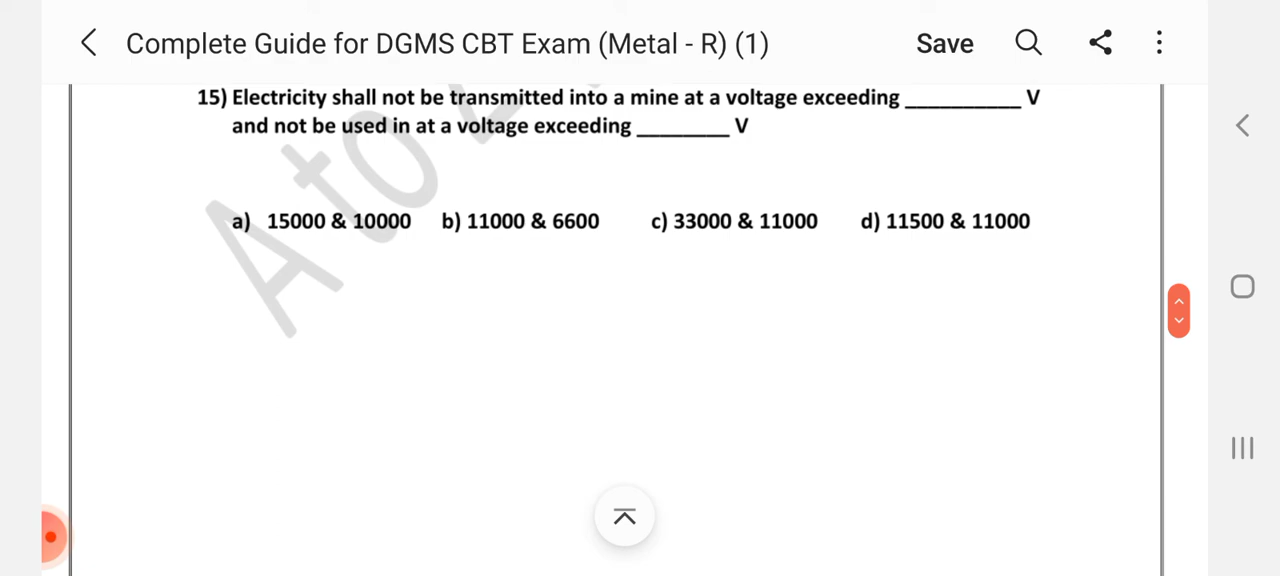 Complete Guide for DGMS CBT Exam (Metal - R) (1) Save
15) Electricity shall not be transmitted into a mine at a voltage exceeding __________ V
and not be used in at a voltage exceeding ________ V
A to
a) 15000 & 10000 b) 11000 & 6600 c) 33000 & 11000 d) 11500 & 11000